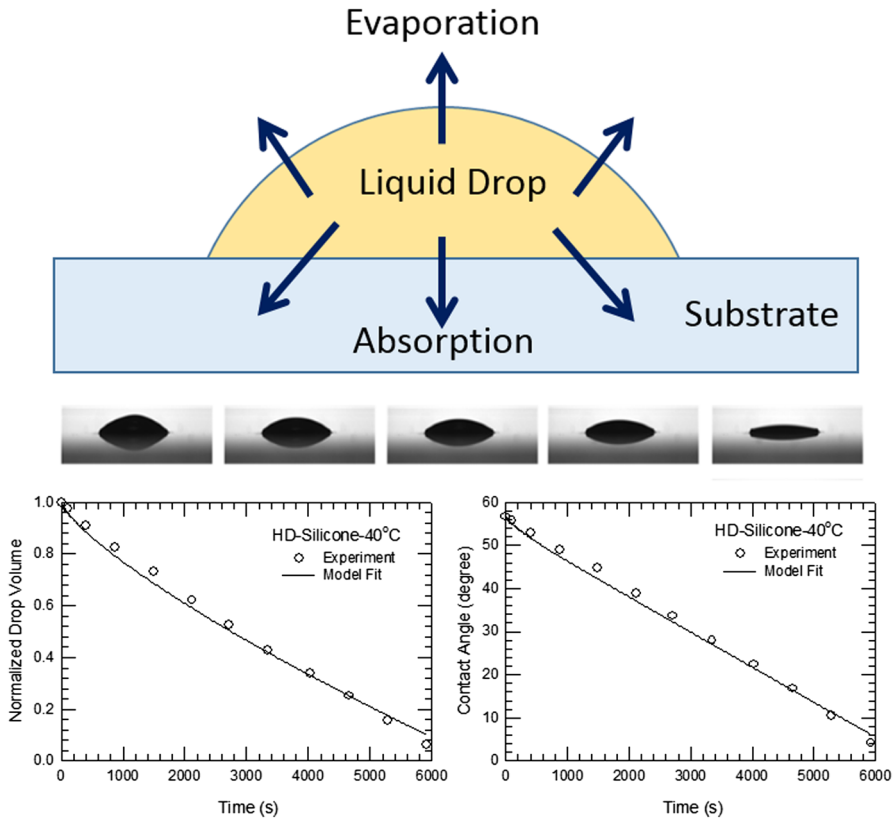 Evaporation
Liquid Drop
Absorption
Substrate
HD-Silicone-40°C
Experiment
Model Fit
Normalized Drop Volume
1.0
0.8
0.6
0.4
0.2
0.0
0 1000 2000 3000 4000 5000 6000
Time (s)
HD-Silicone-40°C
Experiment
Model Fit
Contact Angle (degree)
60
50
40
30
20
10
0
0 1000 2000 3000 4000 5000 6000
Time (s)